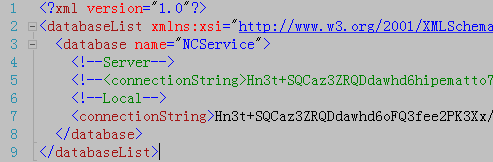 1 <?xml version="1.0"?>
2 <databaseList xmlns:xsi="http://www.w3.org/2001/XMLSchema
3 <database name="NCService">
4 <!--Server-->
5 <!--<connectionString>Hn3t+SQCaz3ZRQDdawhd6hipematto7
6 <!--Local-->
7 <connectionString>Hn3t+SQCaz3ZRQDdawhd6oFQ3fee2PK3Xx/
8 </database>
9 </databaseList>